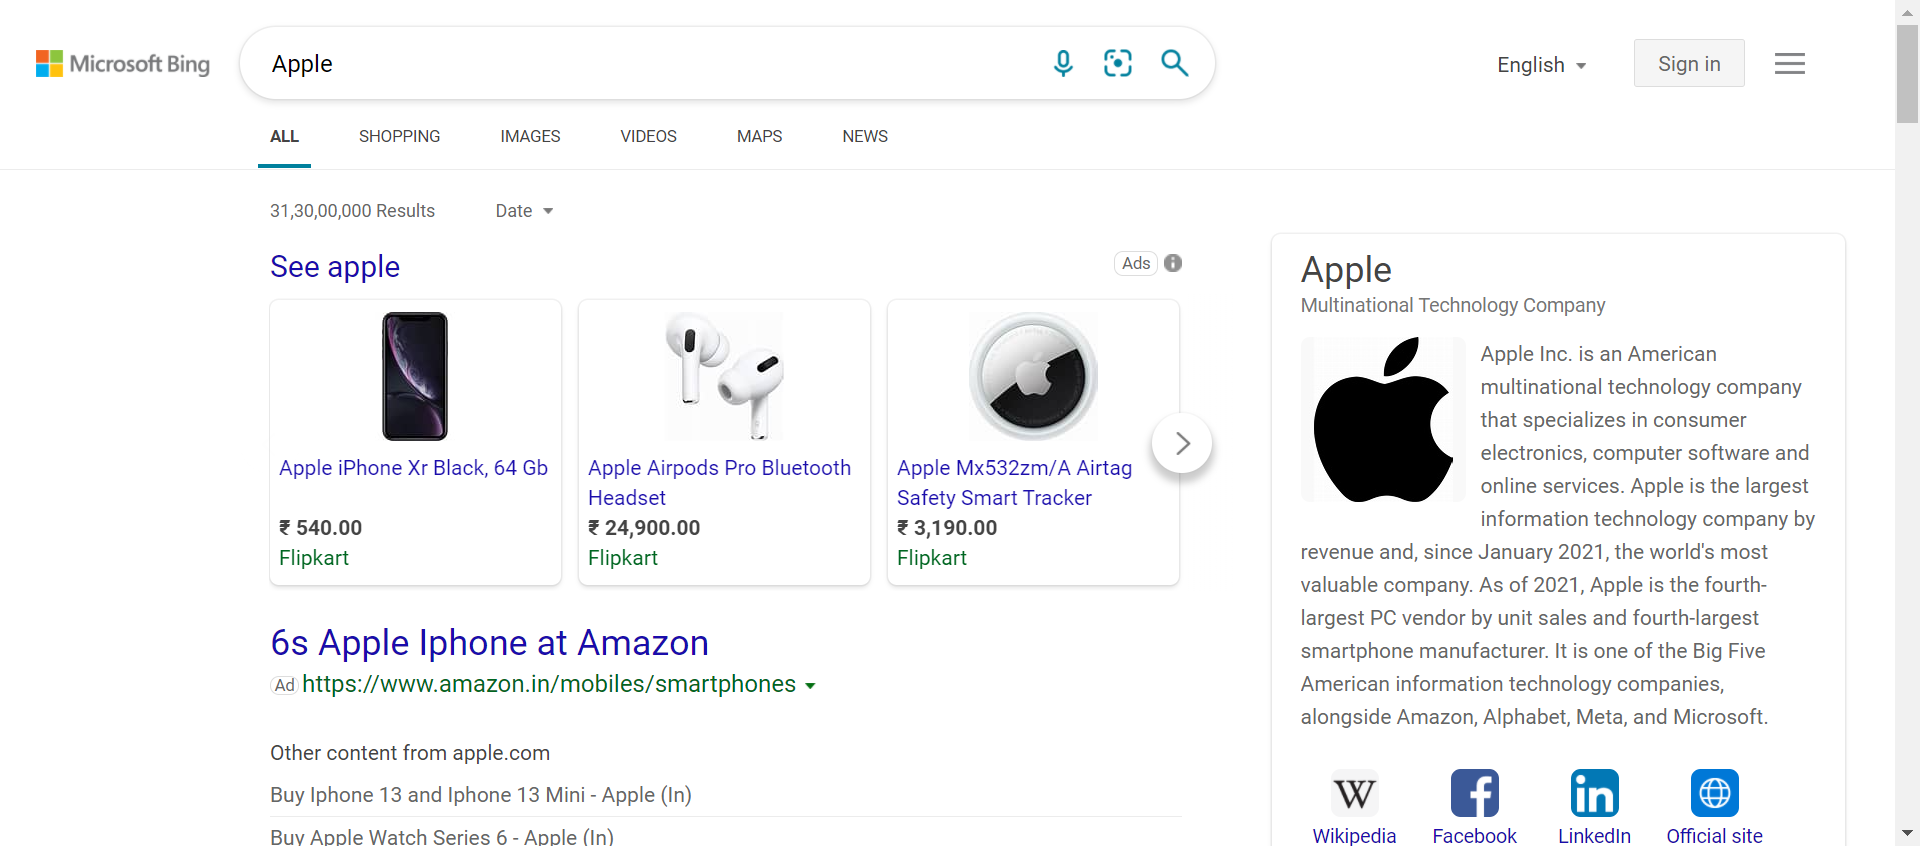 Microsoft Bing
Apple
English
Sign in
ALL
SHOPPING
IMAGES
VIDEOS
MAPS
NEWS
31,30,00,000 Results
Date
See apple
Ads
Apple iPhone Xr Black, 64 Gb
₹ 540.00
Flipkart
Apple Airpods Pro Bluetooth
Headset
₹ 24,900.00
Flipkart
Apple Mx532zm/A Airtag
Safety Smart Tracker
₹ 3,190.00
Flipkart
6s Apple Iphone at Amazon
Ad https://www.amazon.in/mobiles/smartphones
Other content from apple.com
Buy Iphone 13 and Iphone 13 Mini - Apple (In)
Buy Apple Watch Series 6 - Apple (In)
Apple
Multinational Technology Company
Apple Inc. is an American
multinational technology company
that specializes in consumer
electronics, computer software and
online services. Apple is the largest
information technology company by
revenue and, since January 2021, the world's most
valuable company. As of 2021, Apple is the fourth-
largest PC vendor by unit sales and fourth-largest
smartphone manufacturer. It is one of the Big Five
American information technology companies,
alongside Amazon, Alphabet, Meta, and Microsoft.
W
f
in
Wikipedia
Facebook
LinkedIn
Official site